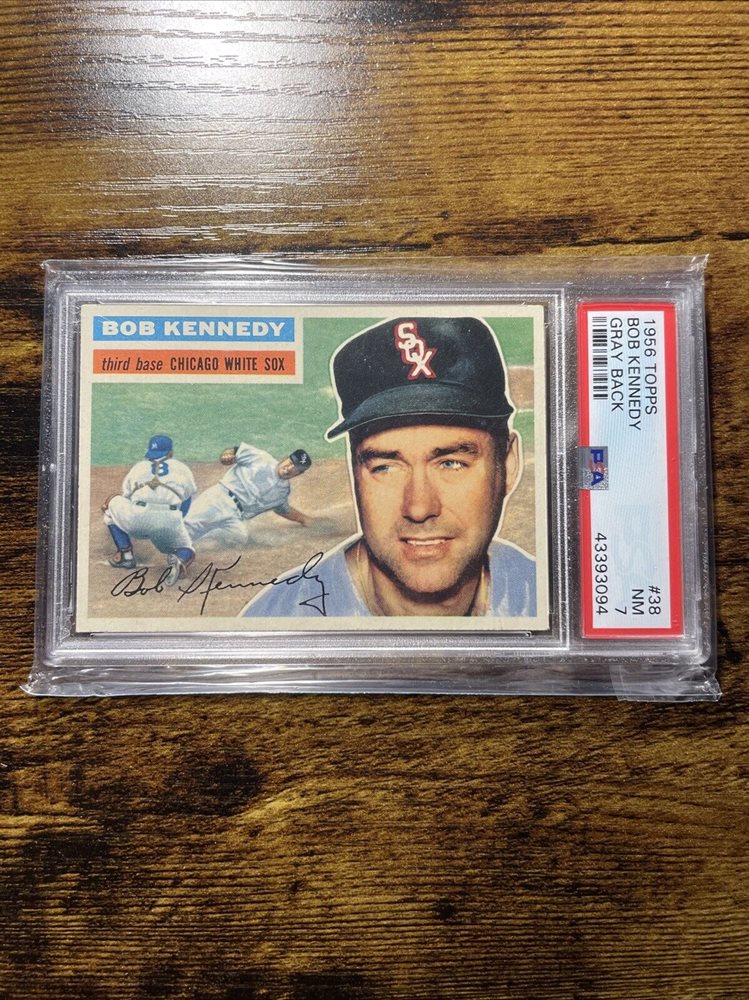 BOB KENNEDY
third base CHICAGO WHITE SOX
SOX
8
Bob Kennedy
1956 TOPPS
BOB KENNEDY
GRAY BACK
#38
NM
7
PSA
43393094